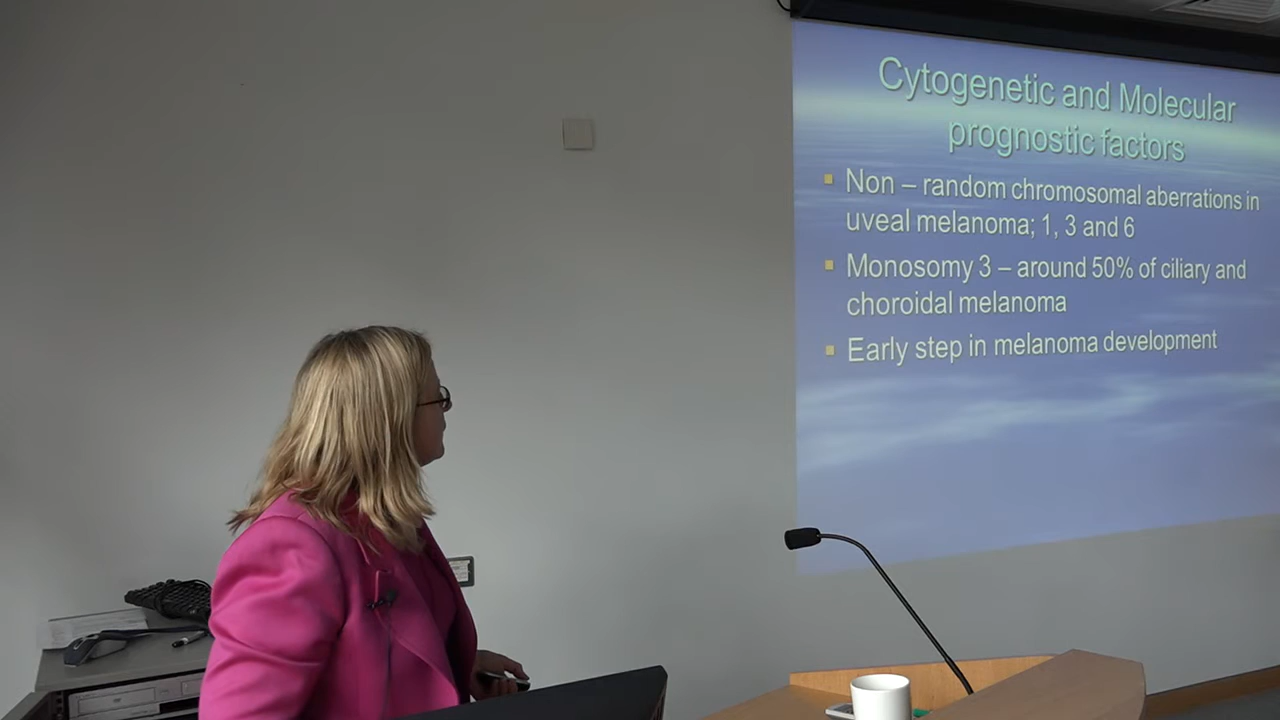 Cytogenetic and Molecular
prognostic factors
Non – random chromosomal aberrations in
uveal melanoma; 1, 3 and 6
Monosomy 3 – around 50% of ciliary and
choroidal melanoma
Early step in melanoma development